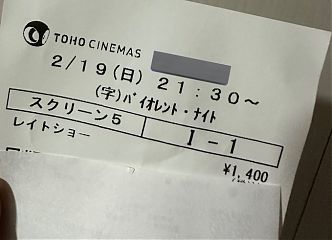 TOHO CINEMAS
2/19(日) 21:30～
(字)バイオレント・ナイト
スクリーン5 I-1
レイトショー
¥1,400